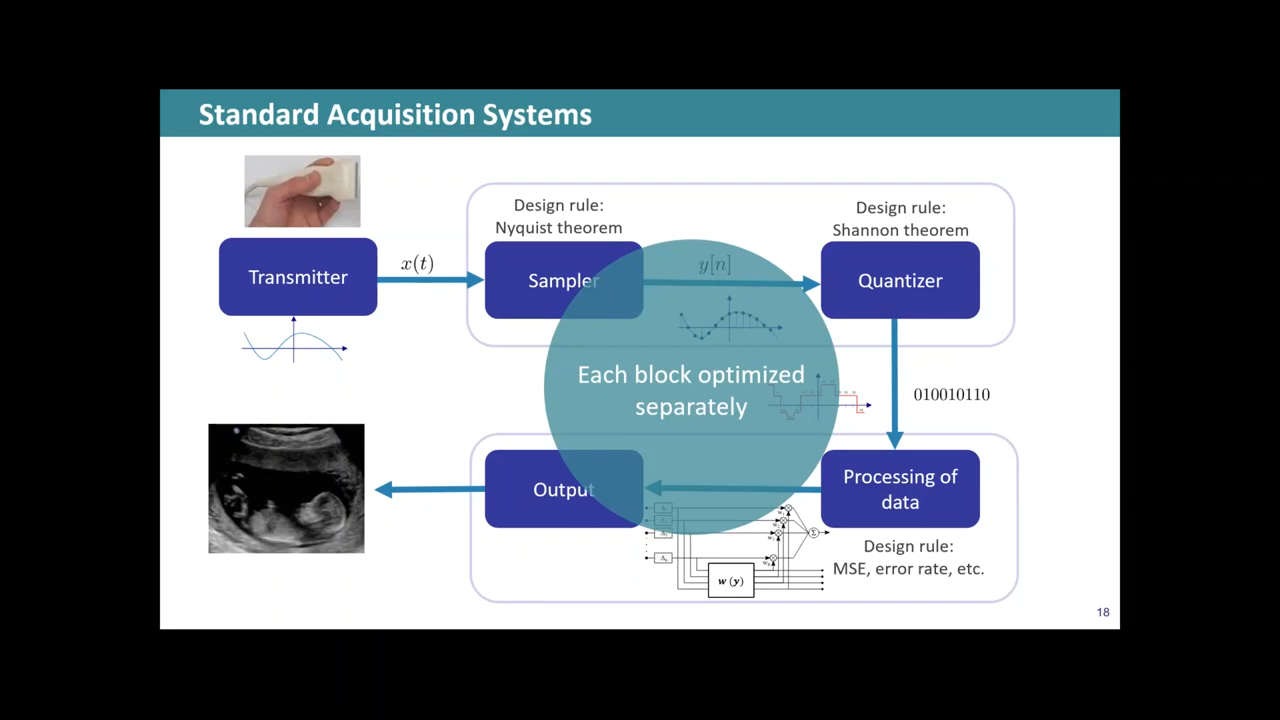 Standard Acquisition Systems
Design rule:
Nyquist theorem
Design rule:
Shannon theorem
Transmitter
x(t)
Sampler
y[n]
Quantizer
Each block optimized
separately
010010110
Output
Processing of
data
Design rule:
MSE, error rate, etc.
w (y)
Σ
18